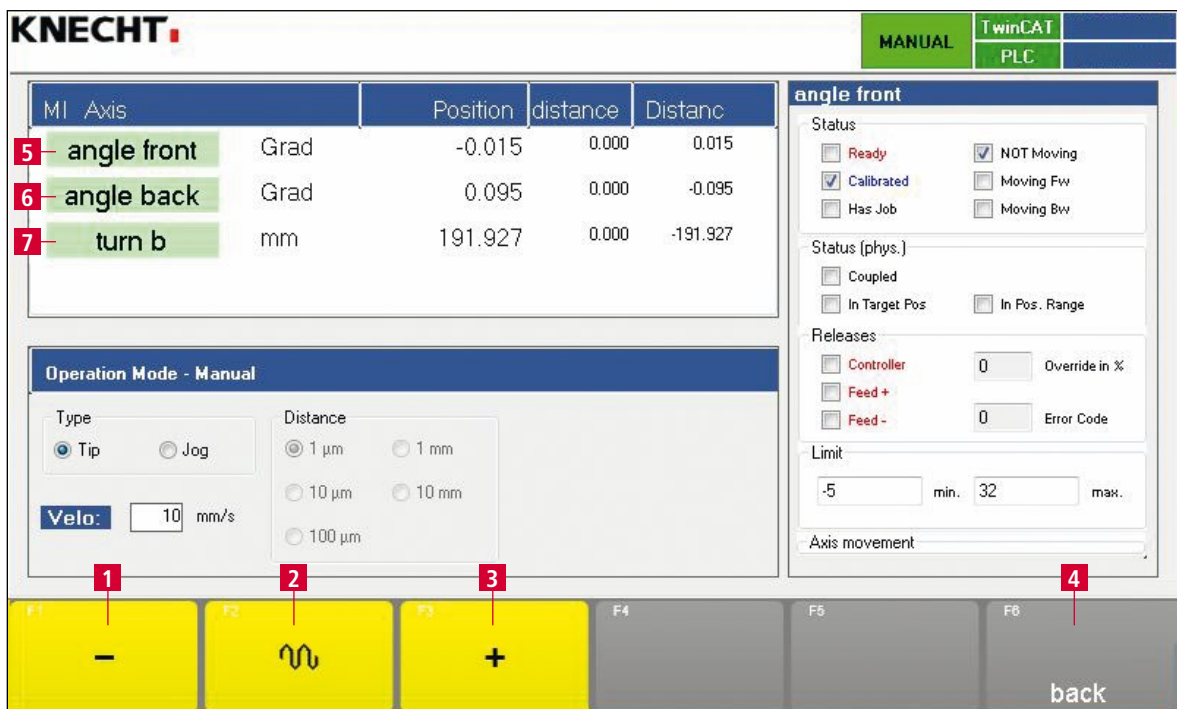 KNECHT
MANUAL
TwinCAT
PLC
MI Axis Position distance Distanc
5 angle front Grad -0.015 0.000 0.015
6 angle back Grad 0.095 0.000 -0.095
7 turn b mm 191.927 0.000 -191.927
Operation Mode - Manual
Type
Tip Jog
Velo: 10 mm/s
Distance
1 µm 1 mm
10 µm 10 mm
100 µm
angle front
Status
Ready NOT Moving
Calibrated Moving Fw
Has Job Moving Bw
Status (phys.)
Coupled
In Target Pos In Pos. Range
Releases
Controller 0 Override in %
Feed +
Feed - 0 Error Code
Limit
-5 min. 32 max.
Axis movement
1 2 3 4
F1 F2 F3 F4 F5 F6
- +
back